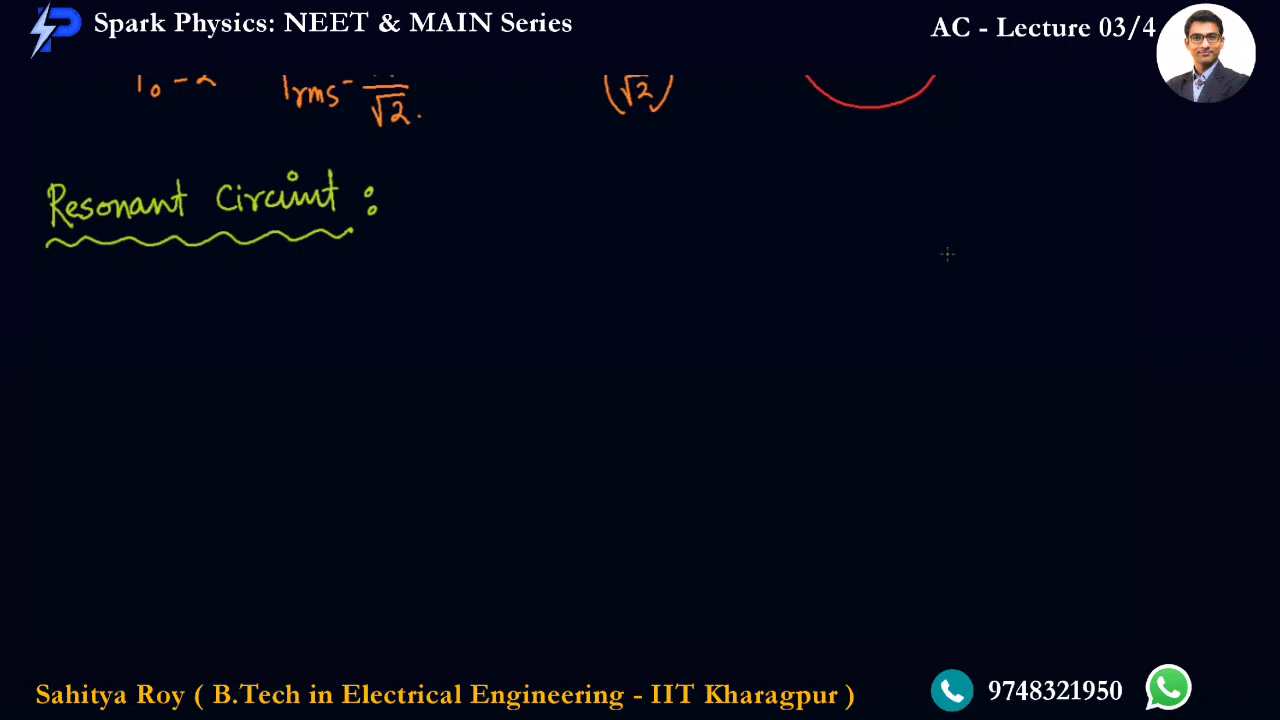 Spark Physics: NEET & MAIN Series
AC - Lecture 03/4
Irms = √2.
(√2)
Resonant Circuit :
Sahitya Roy ( B.Tech in Electrical Engineering - IIT Kharagpur )
9748321950